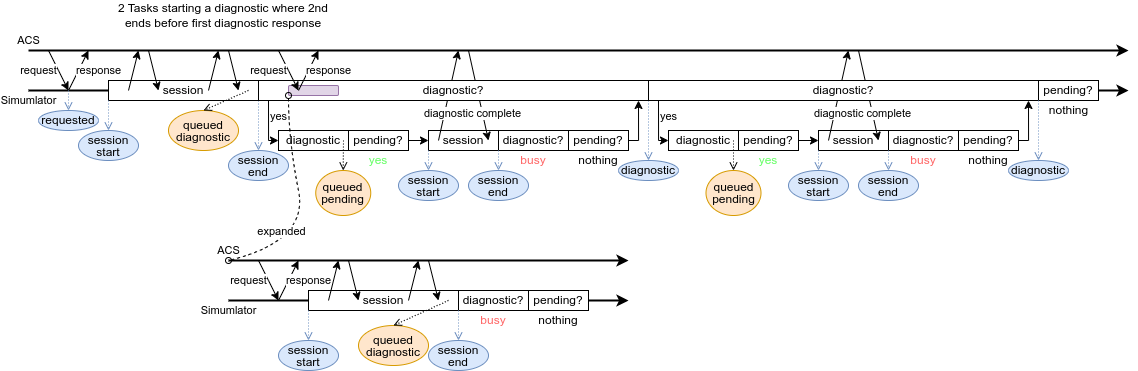 2 Tasks starting a diagnostic where 2nd
ends before first diagnostic response
ACS
request
response
request
response
session
diagnostic?
diagnostic?
pending?
Simumlator
nothing
requested
session
start
queued
diagnostic
session
end
yes
diagnostic
pending?
yes
queued
pending
diagnostic complete
session
diagnostic?
pending?
busy
nothing
session
start
session
end
diagnostic
yes
diagnostic
pending?
yes
queued
pending
diagnostic complete
session
diagnostic?
pending?
busy
nothing
session
start
session
end
diagnostic
expanded
ACS
request
response
session
diagnostic?
pending?
Simumlator
busy
nothing
session
start
queued
diagnostic
session
end